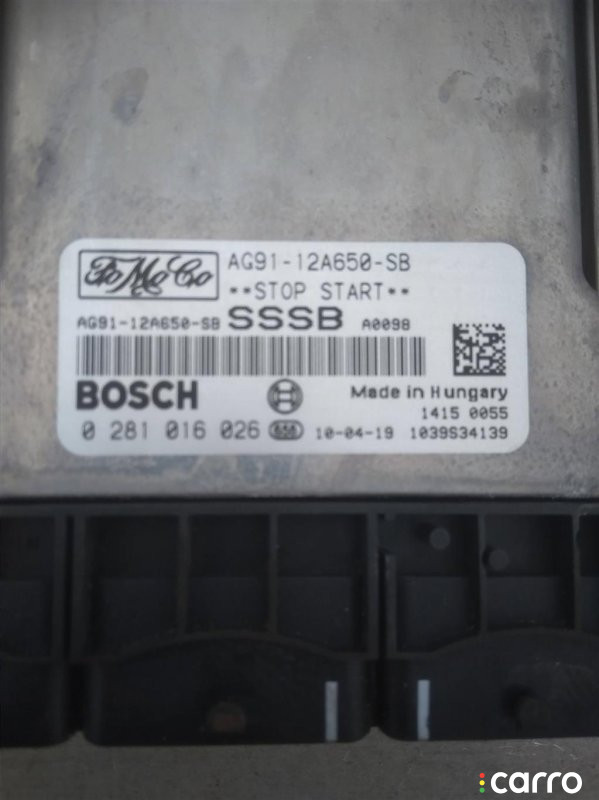 FoMoCo
AG91-12A650-SB
**STOP START**
AG91-12A650-SB SSSB A0098
BOSCH
Made in Hungary
1415 0055
0 281 016 026 10-04-19 1039S34139
carro